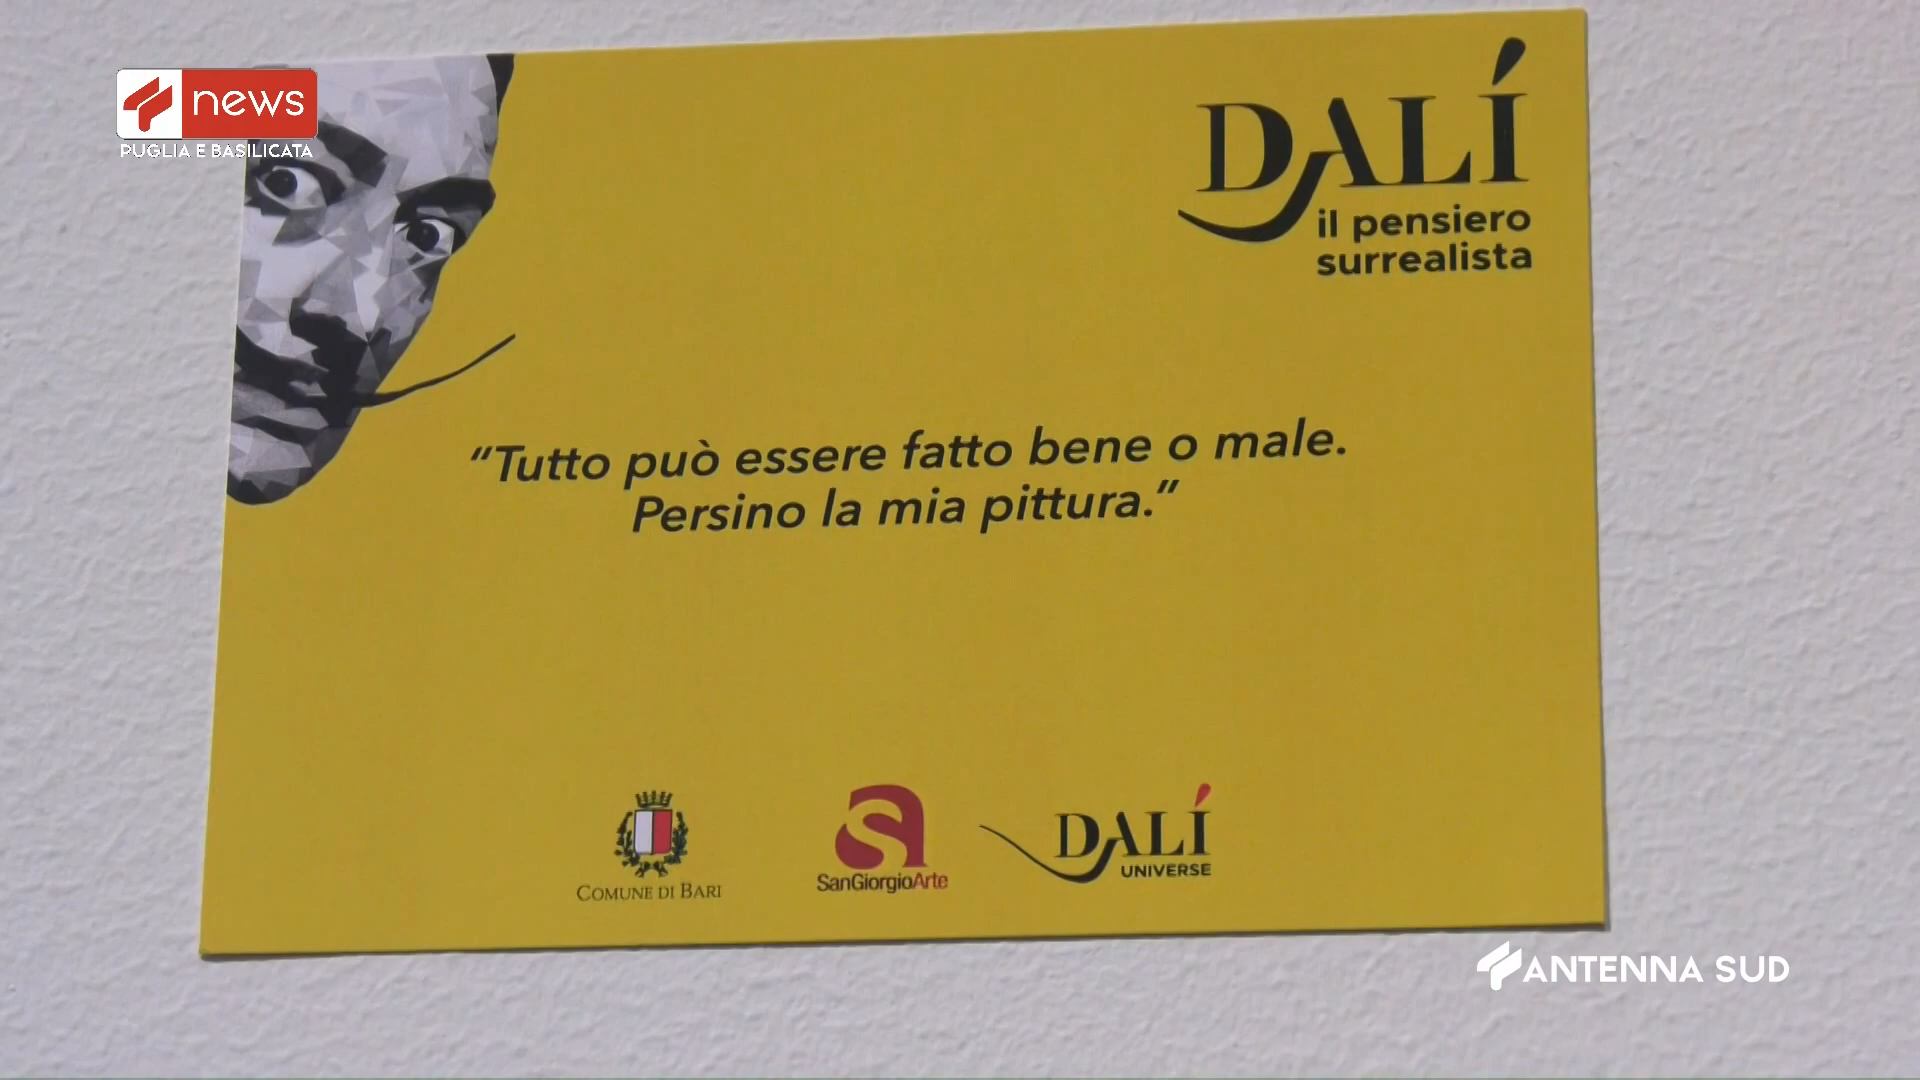 news
PUGLIA E BASILICATA
DALÍ
il pensiero
surrealista
“Tutto può essere fatto bene o male.
Persino la mia pittura.”
COMUNE DI BARI
SanGiorgioArte
DALÍ
UNIVERSE
ANTENNA SUD